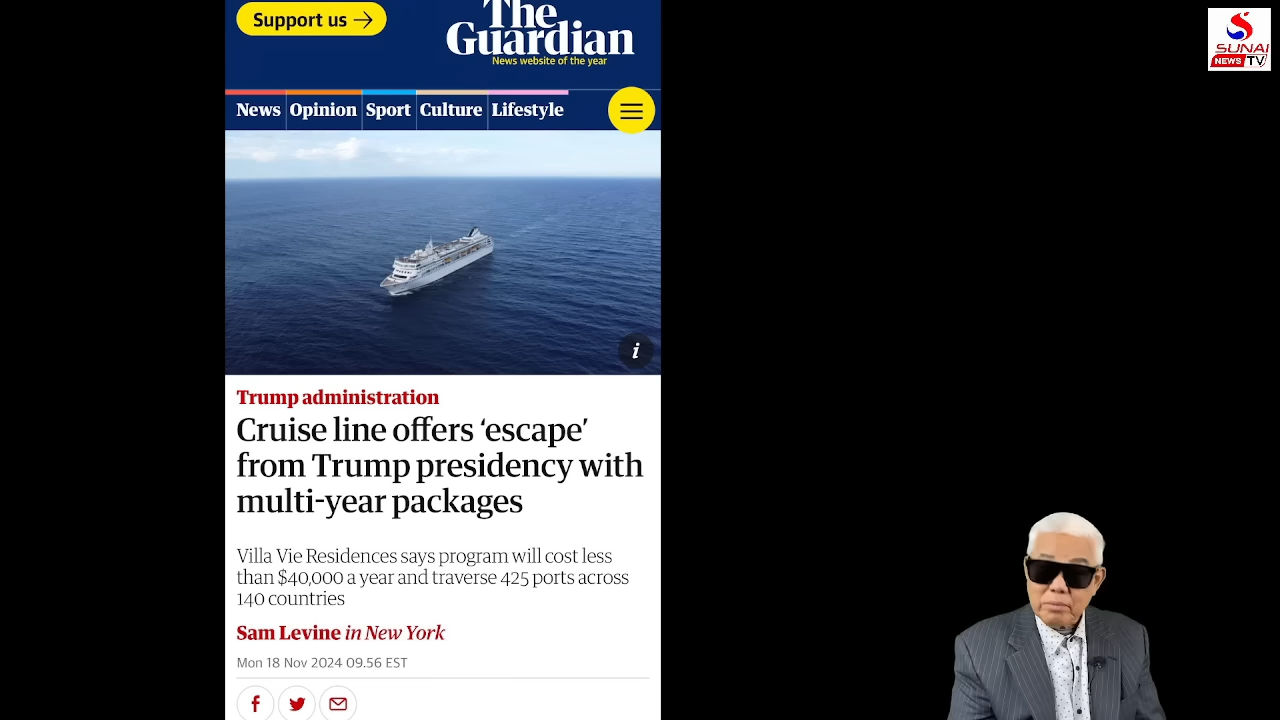 Support us
The
Guardian
News website of the year
SUNAI
NEWS TV
News Opinion Sport Culture Lifestyle
i
Trump administration
Cruise line offers ‘escape’
from Trump presidency with
multi-year packages
Villa Vie Residences says program will cost less
than $40,000 a year and traverse 425 ports across
140 countries
Sam Levine in New York
Mon 18 Nov 2024 09.56 EST